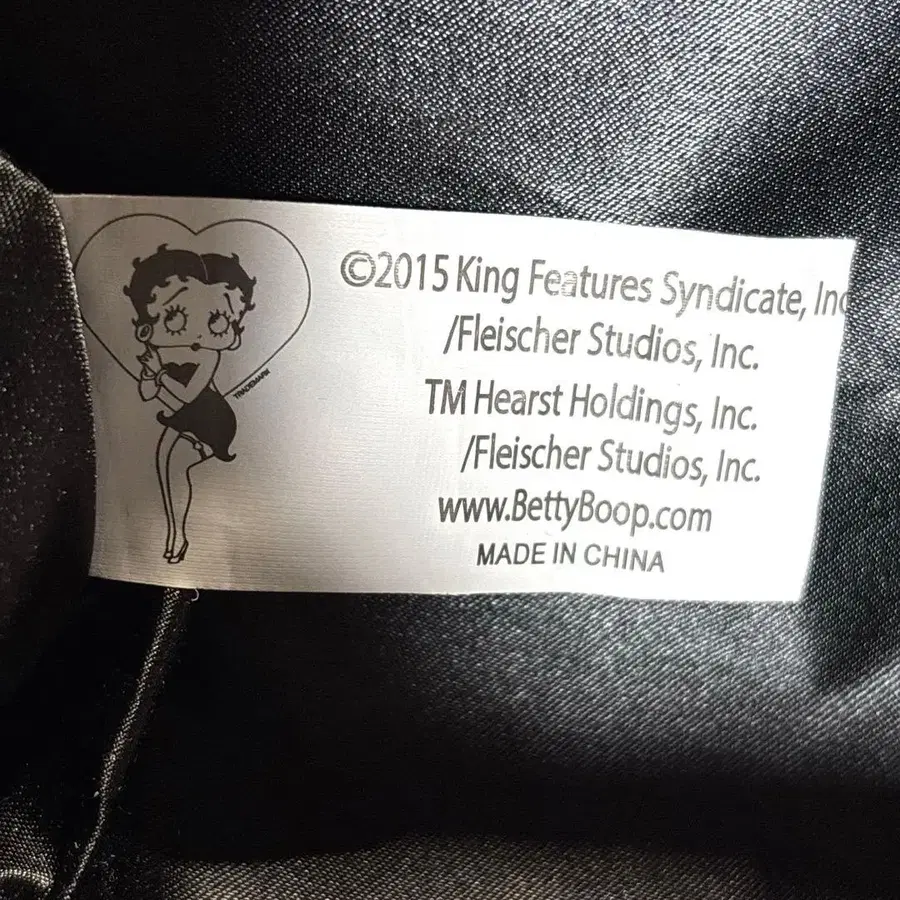 TRADEMARK
©2015 King Features Syndicate, Inc
/Fleischer Studios, Inc.
TM Hearst Holdings, Inc.
/Fleischer Studios, Inc.
www.BettyBoop.com
MADE IN CHINA